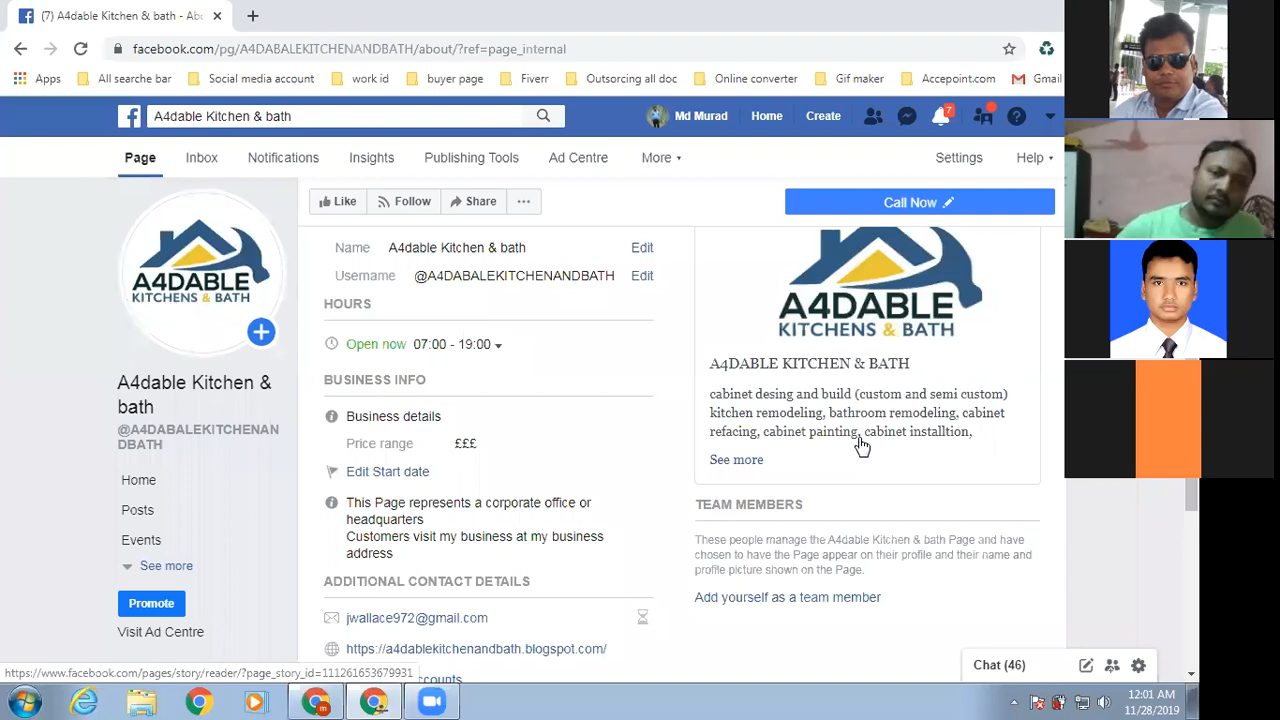 (7) A4dable Kitchen & bath - Abo
facebook.com/pg/A4DABALEKITCHENANDBATH/about/?ref=page_internal
Apps
All searche bar
Social media account
work id
buyer page
Fiverr
Outsorcing all doc
Online converter
Gif maker
Accepoint.com
Gmail
A4dable Kitchen & bath
Md Murad
Home
Create
7
Page
Inbox
Notifications
Insights
Publishing Tools
Ad Centre
More
Settings
Help
Like
Follow
Share
Call Now
A4DABLE
KITCHENS & BATH
A4dable Kitchen &
bath
@A4DABALEKITCHENAN
DBATH
Home
Posts
Events
See more
Promote
Visit Ad Centre
Name A4dable Kitchen & bath Edit
Username @A4DABALEKITCHENANDBATH Edit
HOURS
Open now 07:00 - 19:00
BUSINESS INFO
Business details
Price range £££
Edit Start date
This Page represents a corporate office or
headquarters
Customers visit my business at my business
address
ADDITIONAL CONTACT DETAILS
jwallace972@gmail.com
https://a4dablekitchenandbath.blogspot.com/
A4DABLE
KITCHENS & BATH
A4DABLE KITCHEN & BATH
cabinet desing and build (custom and semi custom)
kitchen remodeling, bathroom remodeling, cabinet
refacing, cabinet painting, cabinet installtion,
See more
TEAM MEMBERS
These people manage the A4dable Kitchen & bath Page and have
chosen to have the Page appear on their profile and their name and
profile picture shown on the Page.
Add yourself as a team member
Chat (46)
https://www.facebook.com/pages/story/reader/?page_story_id=111261653679931
12:01 AM
11/28/2019